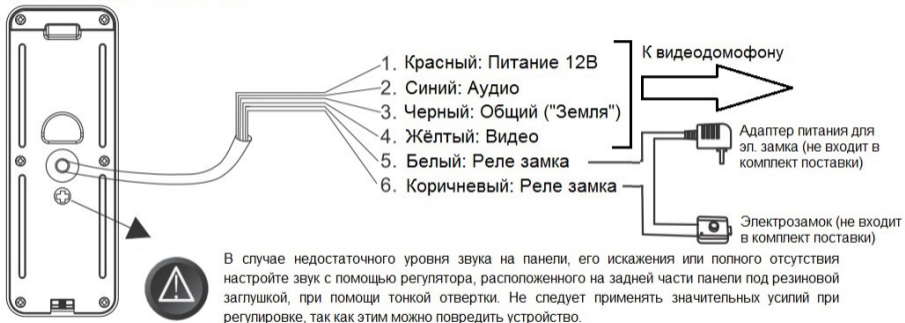 1. Красный: Питание 12В
2. Синий: Аудио
3. Черный: Общий ("Земля")
4. Жёлтый: Видео
5. Белый: Реле замка
6. Коричневый: Реле замка
К видеодомофону
Адаптер питания для
эл. замка (не входит в
комплект поставки)
Электрозамок (не входит
в комплект поставки)
В случае недостаточного уровня звука на панели, его искажения или полного отсутствия
настройте звук с помощью регулятора, расположенного на задней части панели под резиновой
заглушкой, при помощи тонкой отвертки. Не следует применять значительных усилий при
регулировке, так как этим можно повредить устройство.